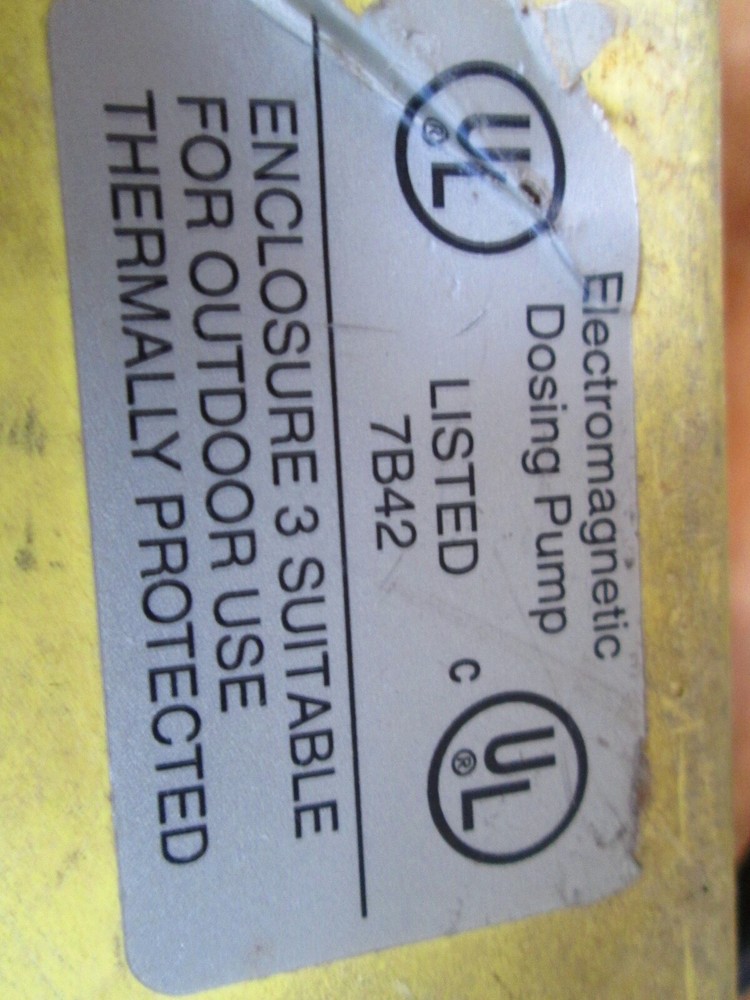 Electromagnetic
Dosing Pump
UL
®
LISTED
7B42
C
UL
®
ENCLOSURE 3 SUITABLE
FOR OUTDOOR USE
THERMALLY PROTECTED